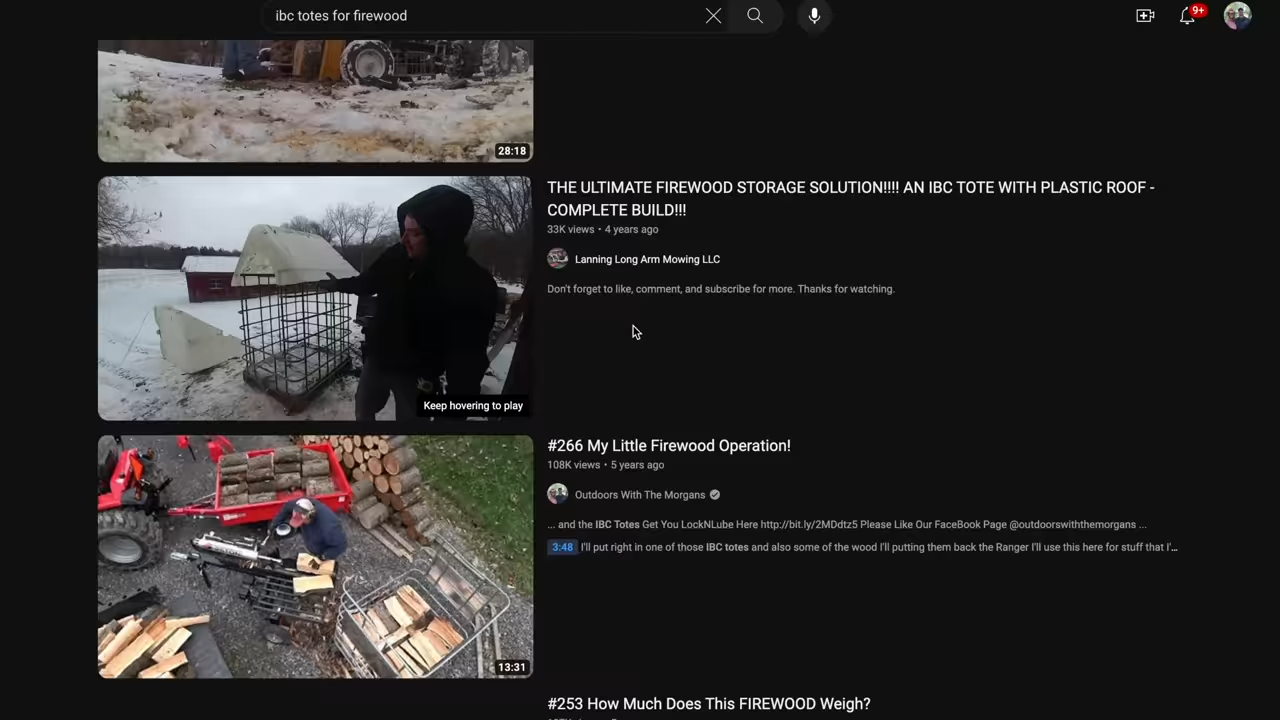 ibc totes for firewood
9+
28:18
THE ULTIMATE FIREWOOD STORAGE SOLUTION!!!! AN IBC TOTE WITH PLASTIC ROOF -
COMPLETE BUILD!!!
33K views • 4 years ago
Lanning Long Arm Mowing LLC
Don't forget to like, comment, and subscribe for more. Thanks for watching.
Keep hovering to play
#266 My Little Firewood Operation!
108K views • 5 years ago
Outdoors With The Morgans
... and the IBC Totes Get You LockNLube Here http://bit.ly/2MDdtz5 Please Like Our FaceBook Page @outdoorswiththemorgans ...
3:48 I'll put right in one of those IBC totes and also some of the wood I'll putting them back the Ranger I'll use this here for stuff that I'...
13:31
#253 How Much Does This FIREWOOD Weigh?